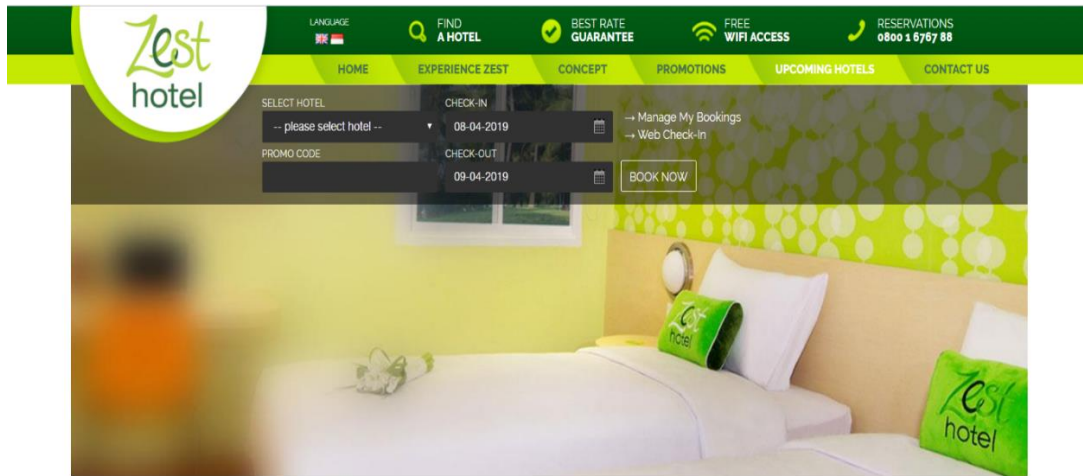 Zest
hotel
LANGUAGE
FIND
A HOTEL
BEST RATE
GUARANTEE
FREE
WIFI ACCESS
RESERVATIONS
0800 1 6767 88
HOME
EXPERIENCE ZEST
CONCEPT
PROMOTIONS
UPCOMING HOTELS
CONTACT US
SELECT HOTEL
-- please select hotel --
CHECK-IN
08-04-2019
→ Manage My Bookings
→ Web Check-In
PROMO CODE
CHECK-OUT
09-04-2019
BOOK NOW
Zest
hotel
Zest
hotel